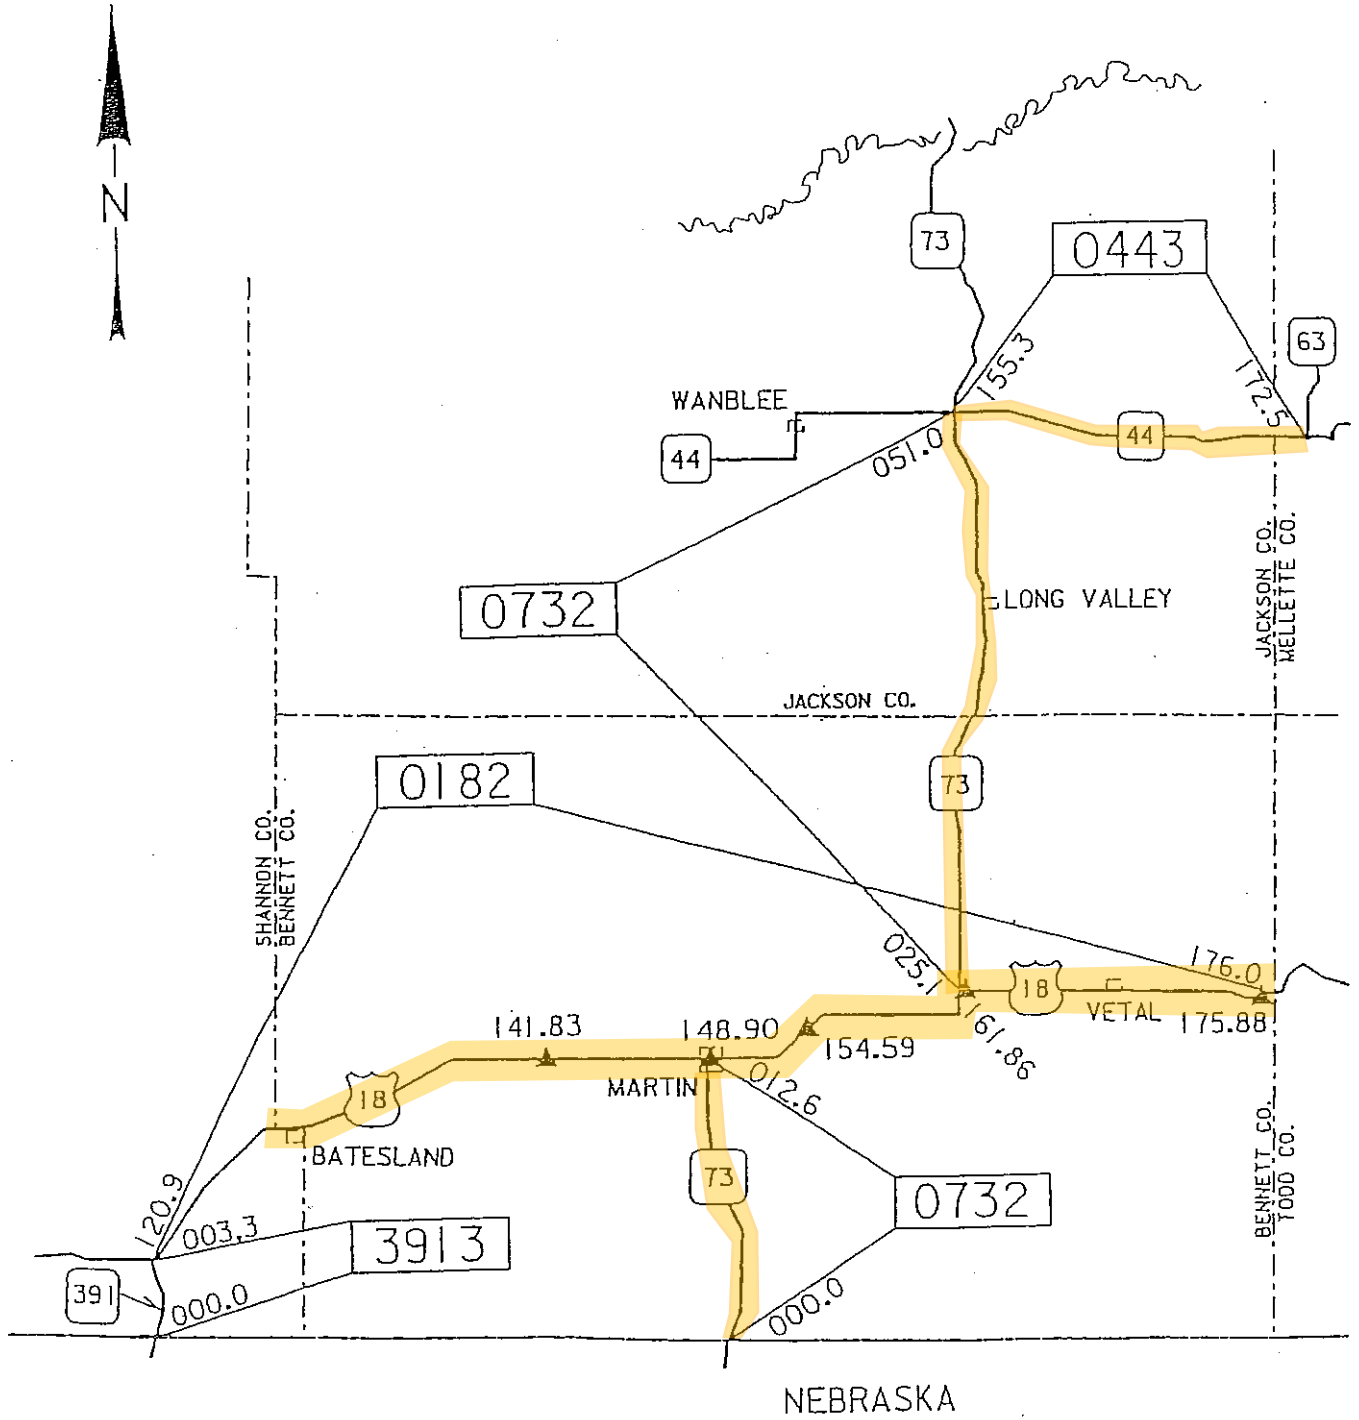 N
73
0443
63
155.3
172.5
WANBLEE
44
44
051.0
JACKSON CO.
MELLETTE CO.
0732
LONG VALLEY
JACKSON CO.
0182
73
SHANNON CO.
BENNETT CO.
025.1
176.0
18
VETAL
175.88
141.83
148.90
154.59
161.86
MARTIN
012.6
18
BATESLAND
73
0732
BENNETT CO.
TODD CO.
120.9
003.3
3913
391
000.0
000.0
NEBRASKA